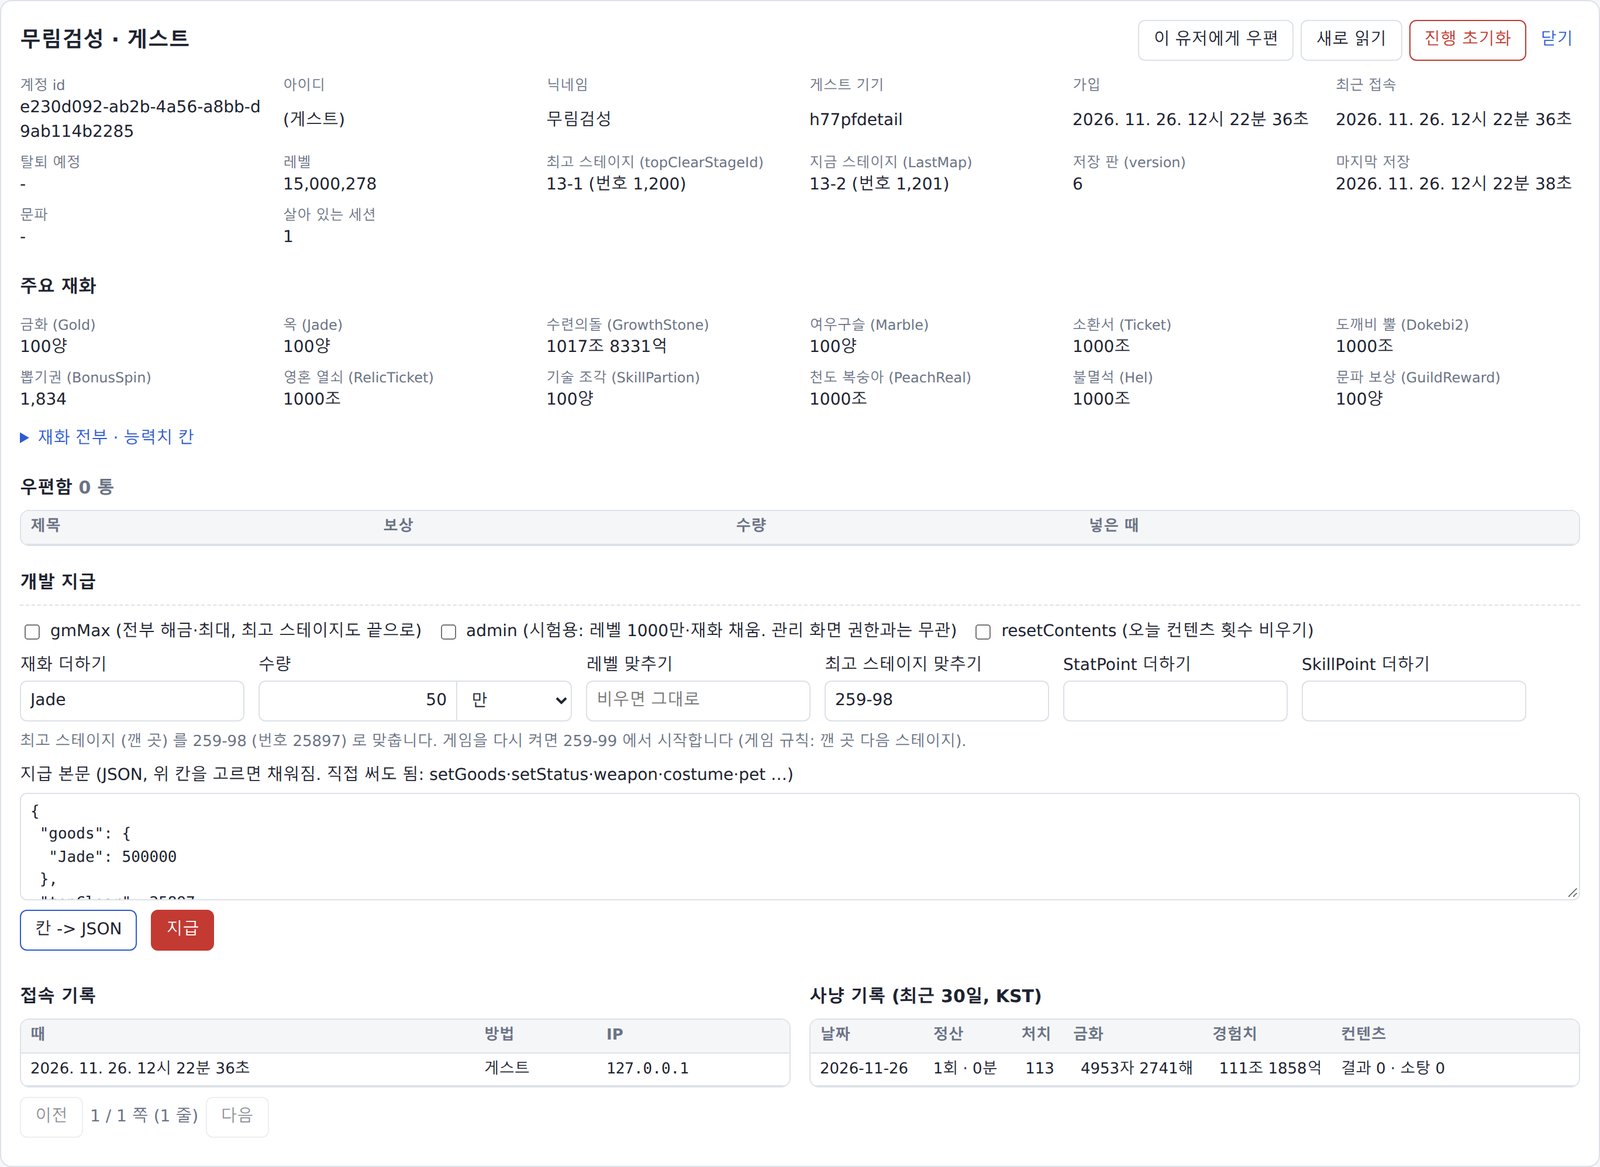 무림검성 · 게스트
이 유저에게 우편
새로 읽기
진행 초기화
닫기
계정 id
e230d092-ab2b-4a56-a8bb-d
9ab114b2285
아이디
(게스트)
닉네임
무림검성
게스트 기기
h77pfdetail
가입
2026. 11. 26. 12시 22분 36초
최근 접속
2026. 11. 26. 12시 22분 36초
탈퇴 예정
-
레벨
15,000,278
최고 스테이지 (topClearStageId)
13-1 (번호 1,200)
지금 스테이지 (LastMap)
13-2 (번호 1,201)
저장 판 (version)
6
마지막 저장
2026. 11. 26. 12시 22분 38초
문파
-
살아 있는 세션
1
주요 재화
금화 (Gold)
100양
옥 (Jade)
100양
수련의돌 (GrowthStone)
1017조 8331억
여우구슬 (Marble)
100양
소환서 (Ticket)
1000조
도깨비 뿔 (Dokebi2)
1000조
뽑기권 (BonusSpin)
1,834
영혼 열쇠 (RelicTicket)
1000조
기술 조각 (SkillPartion)
100양
천도 복숭아 (PeachReal)
1000조
불멸석 (Hel)
1000조
문파 보상 (GuildReward)
100양
▶ 재화 전부 · 능력치 칸
우편함 0 통
제목 보상 수량 넣은 때
개발 지급
gmMax (전부 해금·최대, 최고 스테이지도 끝으로)
admin (시험용: 레벨 1000만·재화 채움. 관리 화면 권한과는 무관)
resetContents (오늘 컨텐츠 횟수 비우기)
재화 더하기
Jade
수량
50 만
레벨 맞추기
비우면 그대로
최고 스테이지 맞추기
259-98
StatPoint 더하기
SkillPoint 더하기
최고 스테이지 (깬 곳) 를 259-98 (번호 25897) 로 맞춥니다. 게임을 다시 켜면 259-99 에서 시작합니다 (게임 규칙: 깬 곳 다음 스테이지).
지급 본문 (JSON, 위 칸을 고르면 채워짐. 직접 써도 됨: setGoods·setStatus·weapon·costume·pet …)
{
"goods": {
"Jade": 500000
},
칸 -> JSON
지급
접속 기록
때 방법 IP
2026. 11. 26. 12시 22분 36초 게스트 127.0.0.1
이전 1 / 1 쪽 (1 줄) 다음
사냥 기록 (최근 30일, KST)
날짜 정산 처치 금화 경험치 컨텐츠
2026-11-26 1회 · 0분 113 4953자 2741해 111조 1858억 결과 0 · 소탕 0